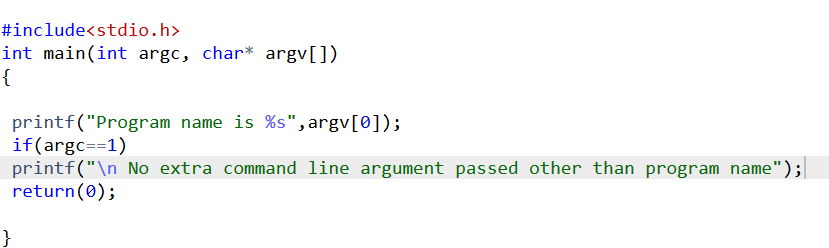 #include<stdio.h>
int main(int argc, char* argv[])
{
printf("Program name is %s",argv[0]);
if(argc==1)
printf("\n No extra command line argument passed other than program name");
return(0);
}